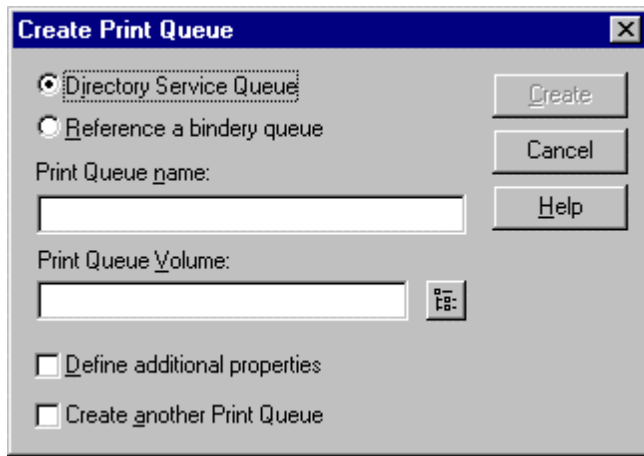 Create Print Queue
Directory Service Queue
Reference a bindery queue
Print Queue name:
Print Queue Volume:
Define additional properties
Create another Print Queue
Create
Cancel
Help